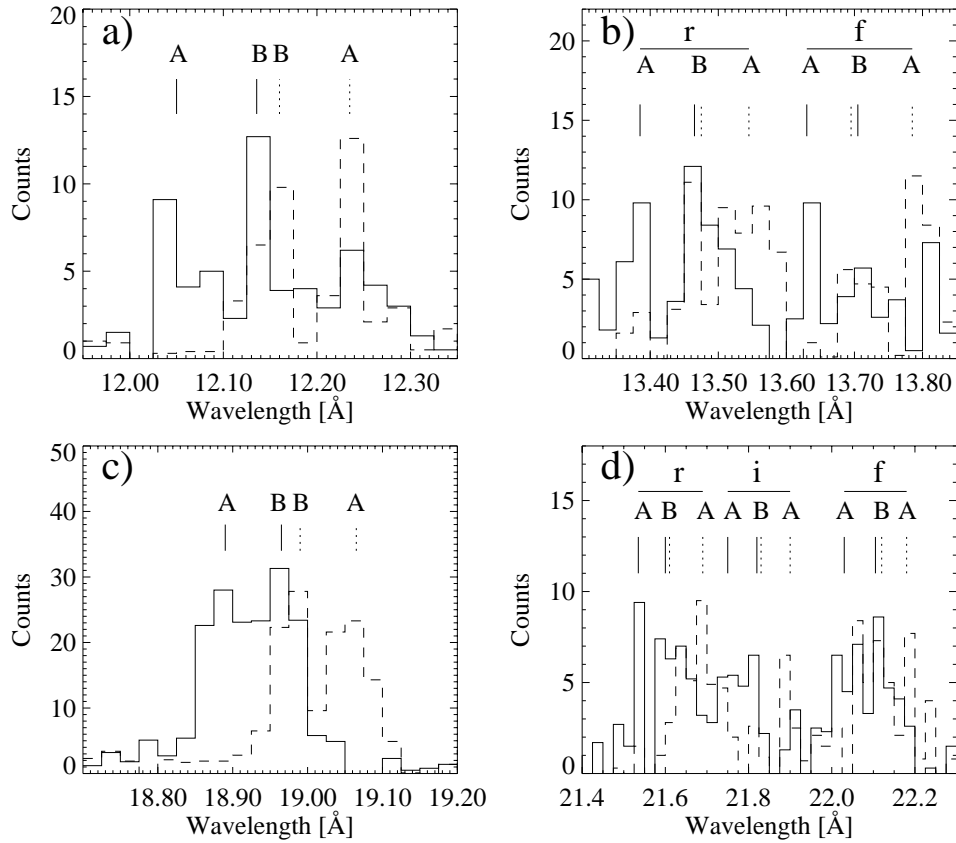 a)
A B B A
20
15
10
5
0
Counts
12.00 12.10 12.20 12.30
Wavelength [Å]
b)
r f
A B A A B A
20
15
10
5
0
Counts
13.40 13.50 13.60 13.70 13.80
Wavelength [Å]
c)
A B B A
50
40
30
20
10
0
Counts
18.80 18.90 19.00 19.10 19.20
Wavelength [Å]
d)
r i f
A B A A B A A B A
15
10
5
0
Counts
21.4 21.6 21.8 22.0 22.2
Wavelength [Å]